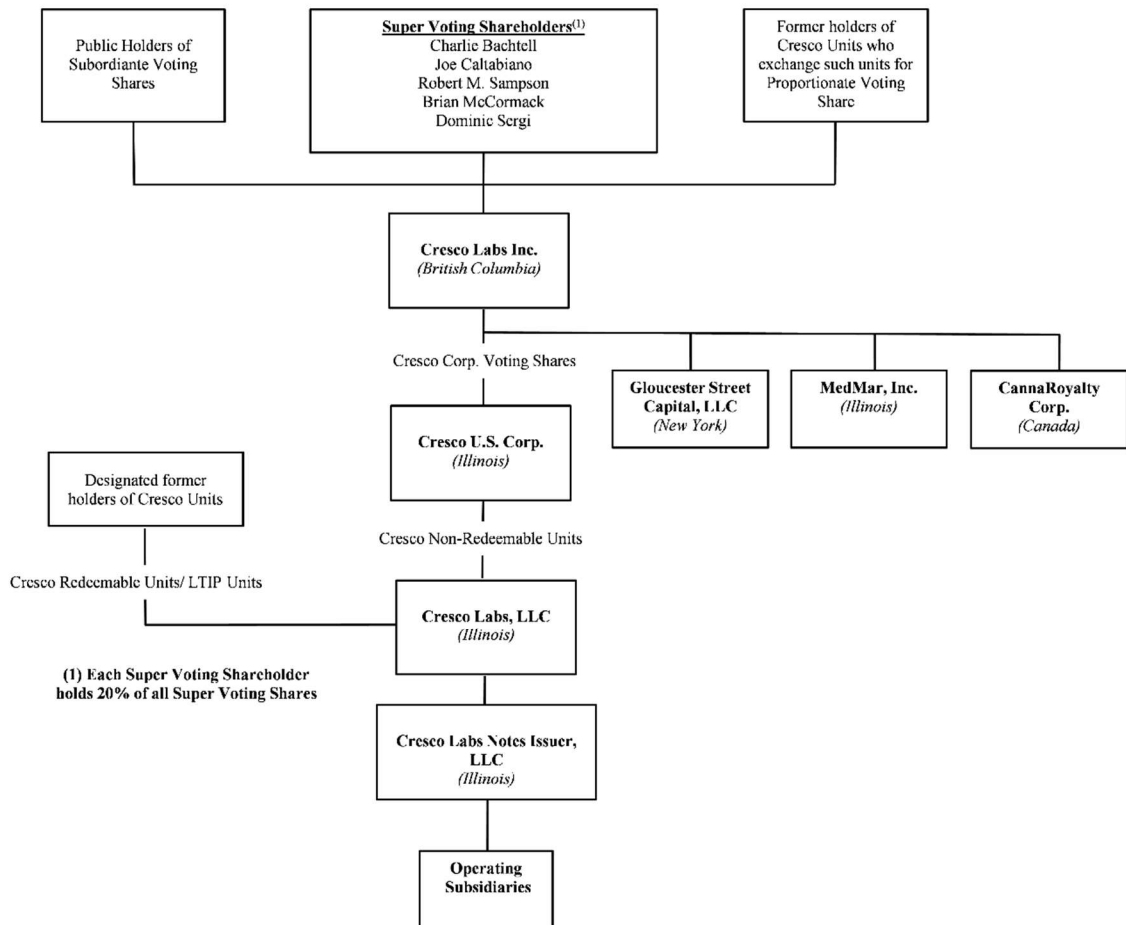 Public Holders of
Subordiante Voting
Shares
Super Voting Shareholders(1)
Charlie Bachtell
Joe Caltabiano
Robert M. Sampson
Brian McCormack
Dominic Sergi
Former holders
of Cresco Units who
exchange such units for
Proportionate Voting
Share
Cresco Labs Inc.
(British Columbia)
Cresco Corp. Voting Shares
Gloucester Street
Capital, LLC
(New York)
MedMar, Inc.
(Illinois)
CannaRoyalty
Corp.
(Canada)
Cresco U.S. Corp.
(Illinois)
Designated former
holders of Cresco Units
Cresco Non-Redeemable Units
Cresco Redeemable Units/ LTIP Units
Cresco Labs, LLC
(Illinois)
(1) Each Super Voting Shareholder
holds 20% of all Super Voting Shares
Cresco Labs Notes Issuer,
LLC
(Illinois)
Operating
Subsidiaries